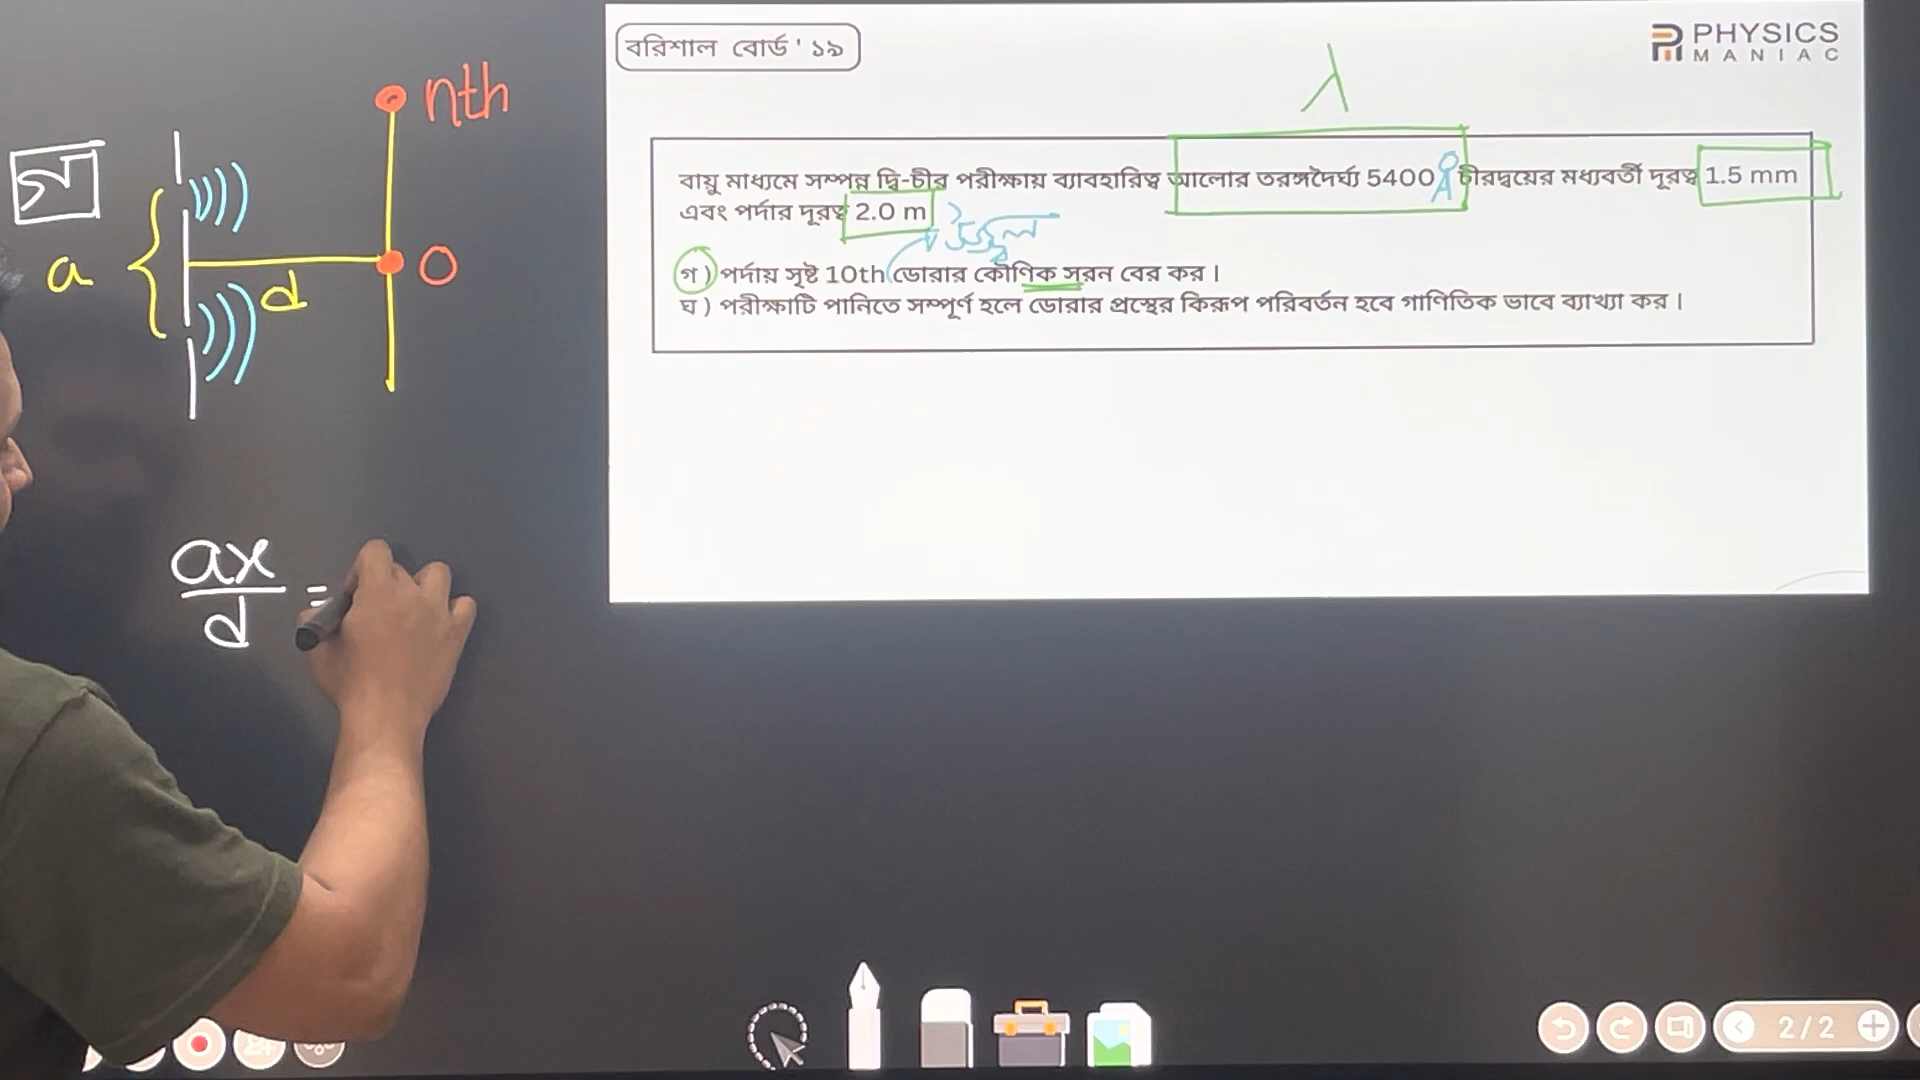 বরিশাল বোর্ড ' ১৯
PHYSICS
MANIAC
λ
বায়ু মাধ্যমে সম্পন্ন দ্বি-চীর পরীক্ষায় ব্যাবহারিত্ব আলোর তরঙ্গদৈর্ঘ্য 5400 Å চীরদ্বয়ের মধ্যবর্তী দূরত্ব 1.5 mm
এবং পর্দার দূরত্ব 2.0 m
উজ্জ্বল
গ ) পর্দায় সৃষ্ট 10th ডোরার কৌণিক সরন বের কর।
ঘ ) পরীক্ষাটি পানিতে সম্পূর্ণ হলে ডোরার প্রস্থের কিরূপ পরিবর্তন হবে গাণিতিক ভাবে ব্যাখ্যা কর।
গ
nth
a
d
O
ax
d
=
2/2